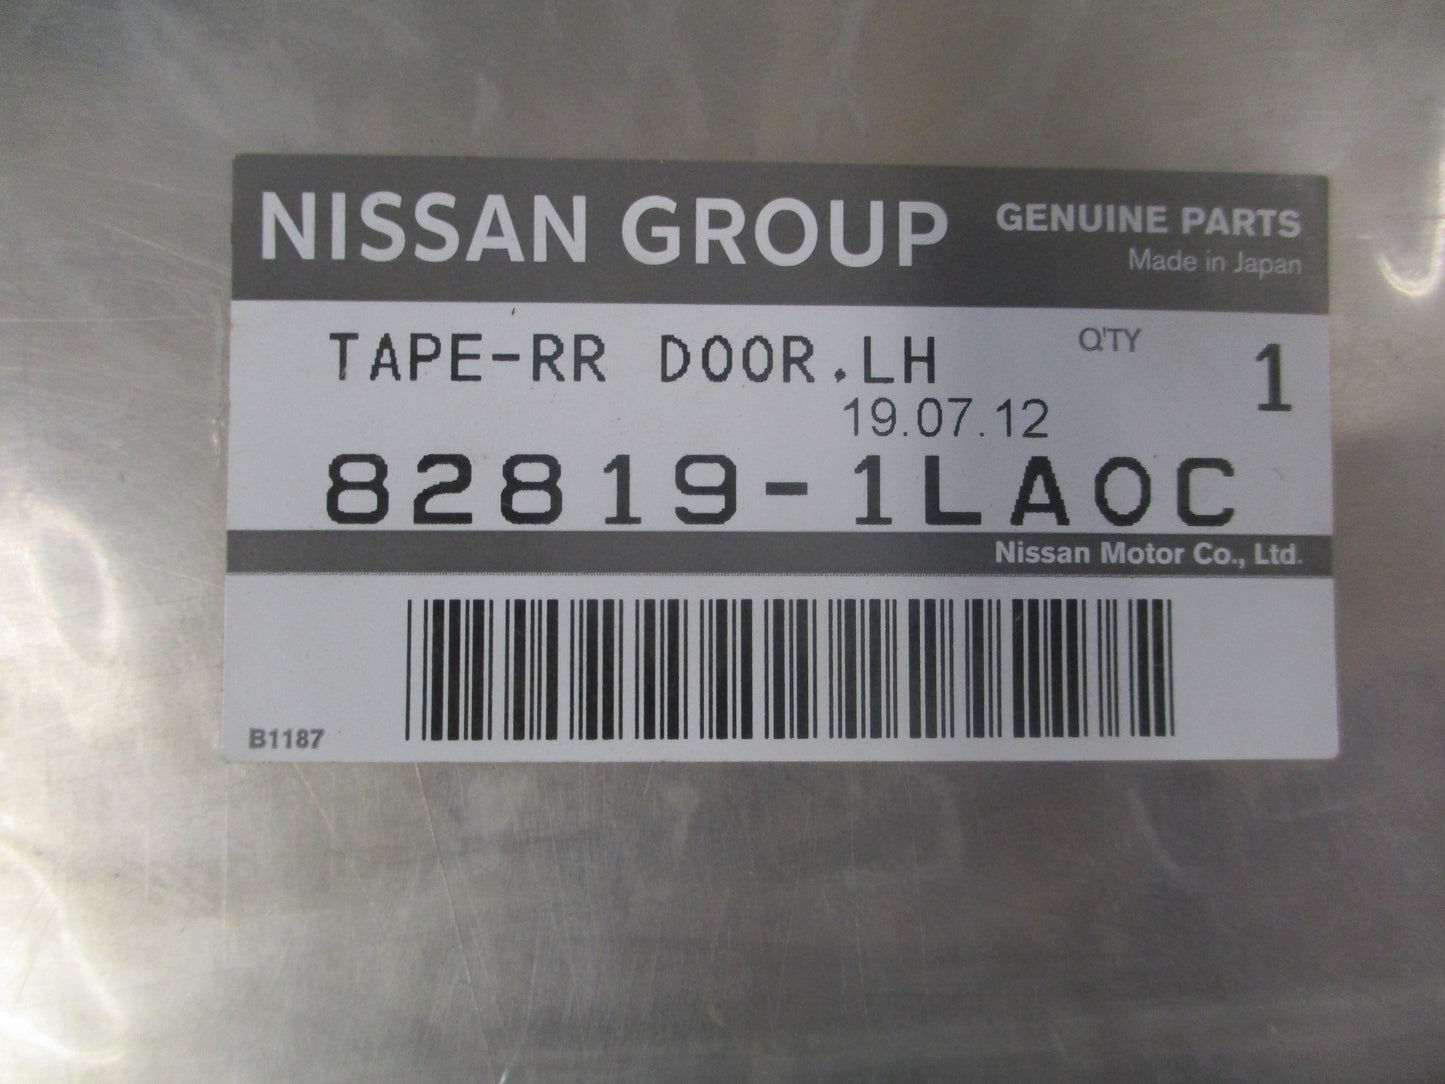 NISSAN GROUP GENUINE PARTS
Made in Japan
TAPE-RR DOOR.LH Q'TY 1
19.07.12
82819-1LA0C
Nissan Motor Co., Ltd.
B1187